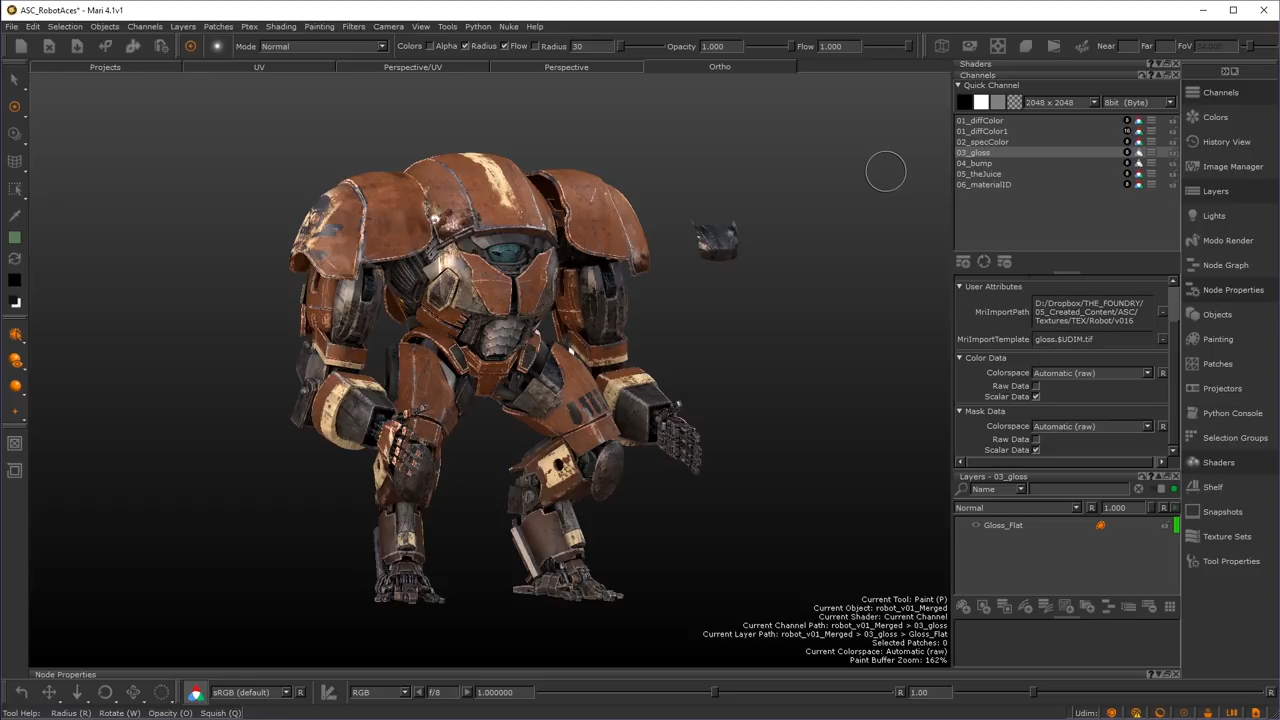 ASC_RobotAces* - Mari 4.1v1
File Edit Selection Objects Channels Layers Patches Ptex Shading Painting Filters Camera View Tools Python Nuke Help
Mode Normal Colors Alpha Radius Flow Radius 30 Opacity 1.000 Flow 1.000 Near Far FoV 24.000
Projects UV Perspective/UV Perspective Ortho
Shaders
Channels
Quick Channel
2048 x 2048 8bit (Byte)
01_diffColor 8
01_diffColor1 16
02_specColor 8
03_gloss 8
04_bump 8
05_theJuice 8
06_materialID 8
User Attributes
MriImportPath D:/Dropbox/THE_FOUNDRY/
05_Created_Content/ASC/
Textures/TEX/Robot/v016
MriImportTemplate gloss.$UDIM.tif
Color Data
Colorspace Automatic (raw) R
Raw Data
Scalar Data
Mask Data
Colorspace Automatic (raw) R
Raw Data
Scalar Data
Layers - 03_gloss
Name
Normal R 1.000 R
Gloss_Flat
Channels
Colors
History View
Image Manager
Layers
Lights
Modo Render
Node Graph
Node Properties
Objects
Painting
Patches
Projectors
Python Console
Selection Groups
Shaders
Shelf
Snapshots
Texture Sets
Tool Properties
Current Tool: Paint (P)
Current Object: robot_v01_Merged
Current Shader: Current Channel
Current Channel Path: robot_v01_Merged > 03_gloss
Current Layer Path: robot_v01_Merged > 03_gloss > Gloss_Flat
Selected Patches: 0
Current Colorspace: Automatic (raw)
Paint Buffer Zoom: 162%
Node Properties
sRGB (default) R RGB f/8 1.000000 R 1.00 R
Tool Help: Radius (R) Rotate (W) Opacity (O) Squish (Q) Udim: